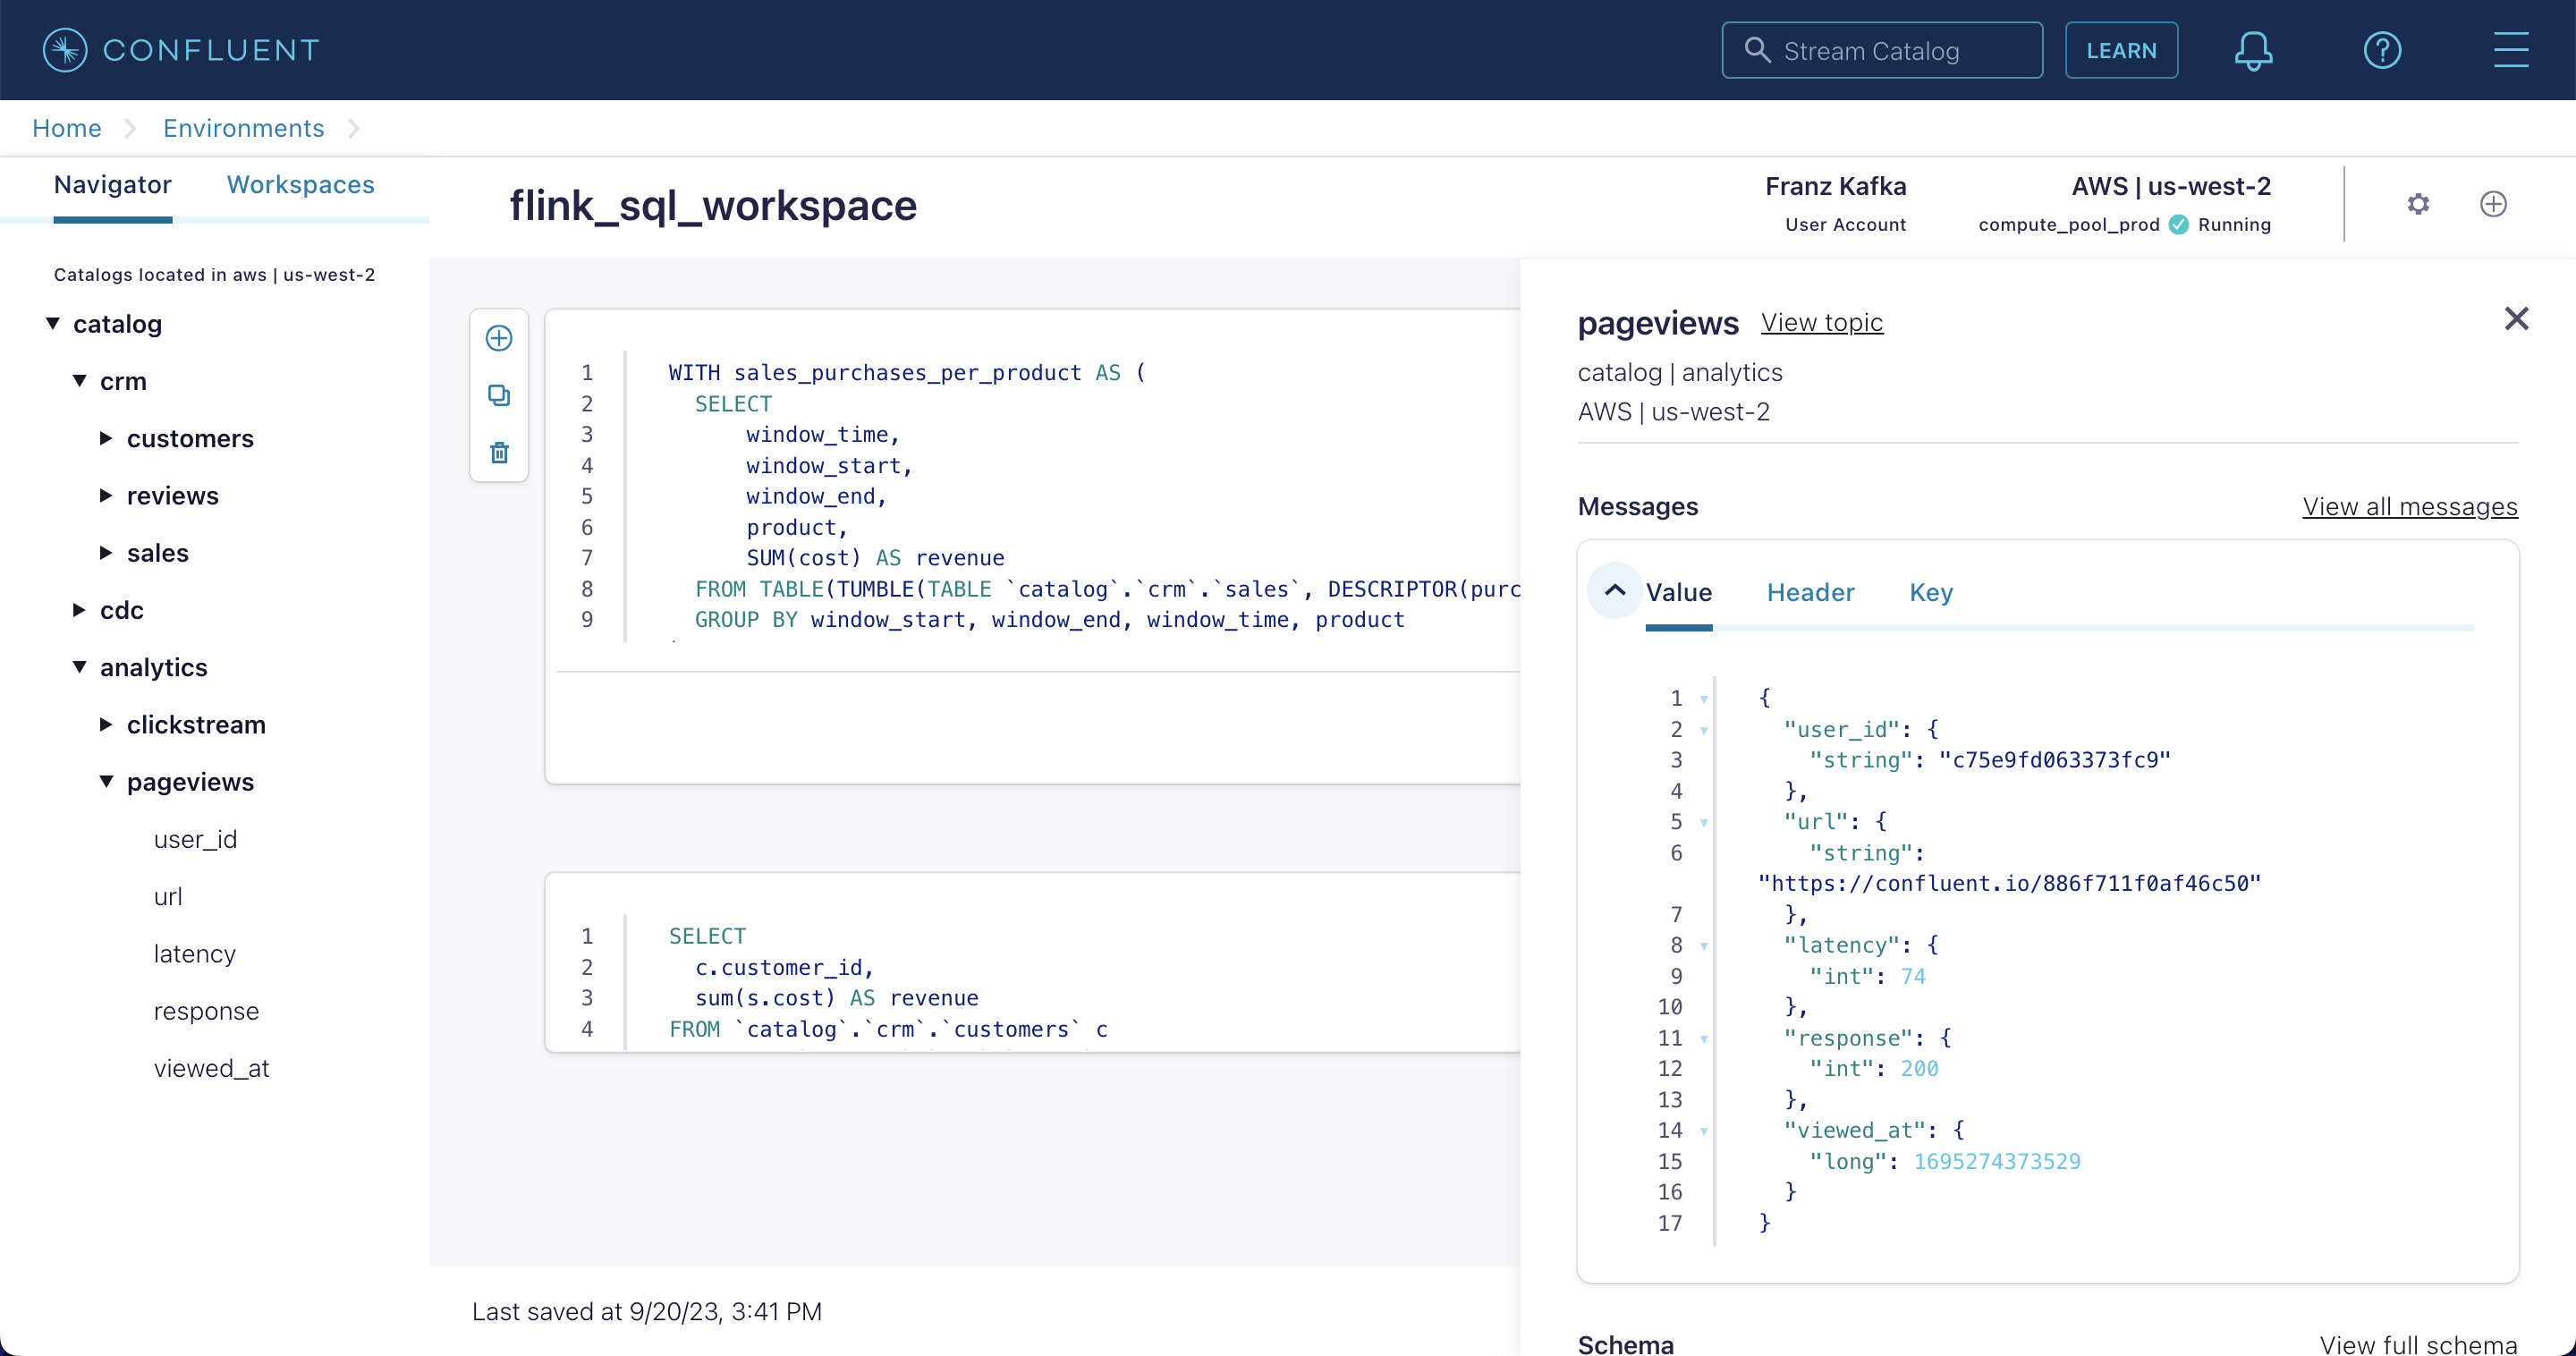 CONFLUENT
Stream Catalog
LEARN
Home
Environments
Navigator
Workspaces
Catalogs located in aws | us-west-2
catalog
crm
customers
reviews
sales
cdc
analytics
clickstream
pageviews
user_id
url
latency
response
viewed_at
flink_sql_workspace
Franz Kafka
User Account
AWS | us-west-2
compute_pool_prod Running
1 WITH sales_purchases_per_product AS (
2 SELECT
3 window_time,
4 window_start,
5 window_end,
6 product,
7 SUM(cost) AS revenue
8 FROM TABLE(TUMBLE(TABLE `catalog`.`crm`.`sales`, DESCRIPTOR(purc
9 GROUP BY window_start, window_end, window_time, product
1 SELECT
2 c.customer_id,
3 sum(s.cost) AS revenue
4 FROM `catalog`.`crm`.`customers` c
Last saved at 9/20/23, 3:41 PM
pageviews View topic
catalog | analytics
AWS | us-west-2
Messages
View all messages
Value
Header
Key
1 {
2 "user_id": {
3 "string": "c75e9fd063373fc9"
4 },
5 "url": {
6 "string":
"https://confluent.io/886f711f0af46c50"
7 },
8 "latency": {
9 "int": 74
10 },
11 "response": {
12 "int": 200
13 },
14 "viewed_at": {
15 "long": 1695274373529
16 }
17 }
Schema
View full schema